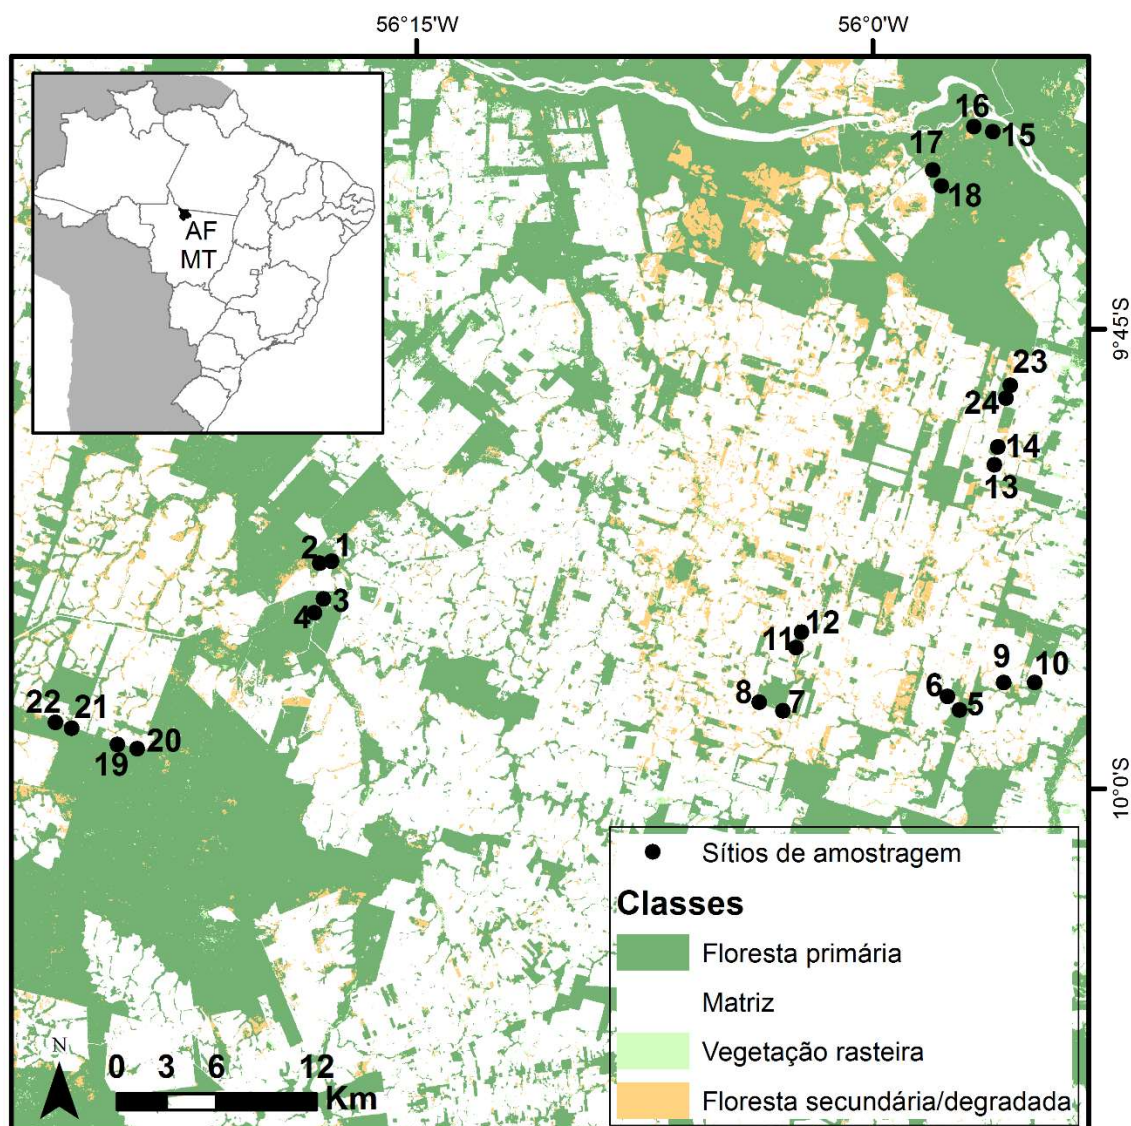 56°15'W 56°0'W
AF
MT
16
15
17
18
9°45'S
23
24
14
13
2 1
3
4
12
11
9 10
6
5
8
7
22 21
20
19
10°0'S
Sítios de amostragem
Classes
Floresta primária
Matriz
Vegetação rasteira
Floresta secundária/degradada
N
0 3 6 12
Km